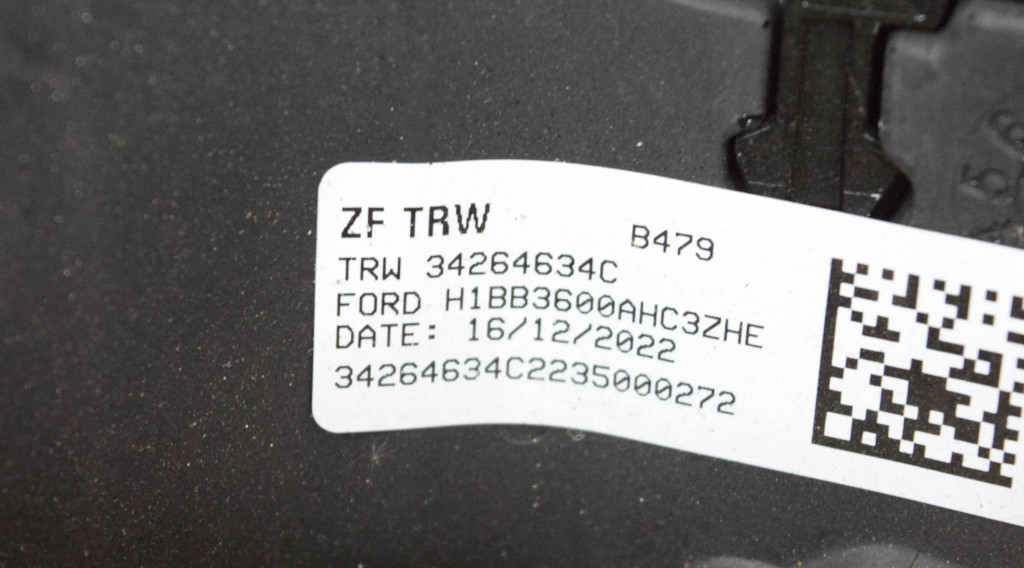 ZF TRW
B479
TRW 34264634C
FORD H1BB3600AHC3ZHE
DATE: 16/12/2022
34264634C2235000272